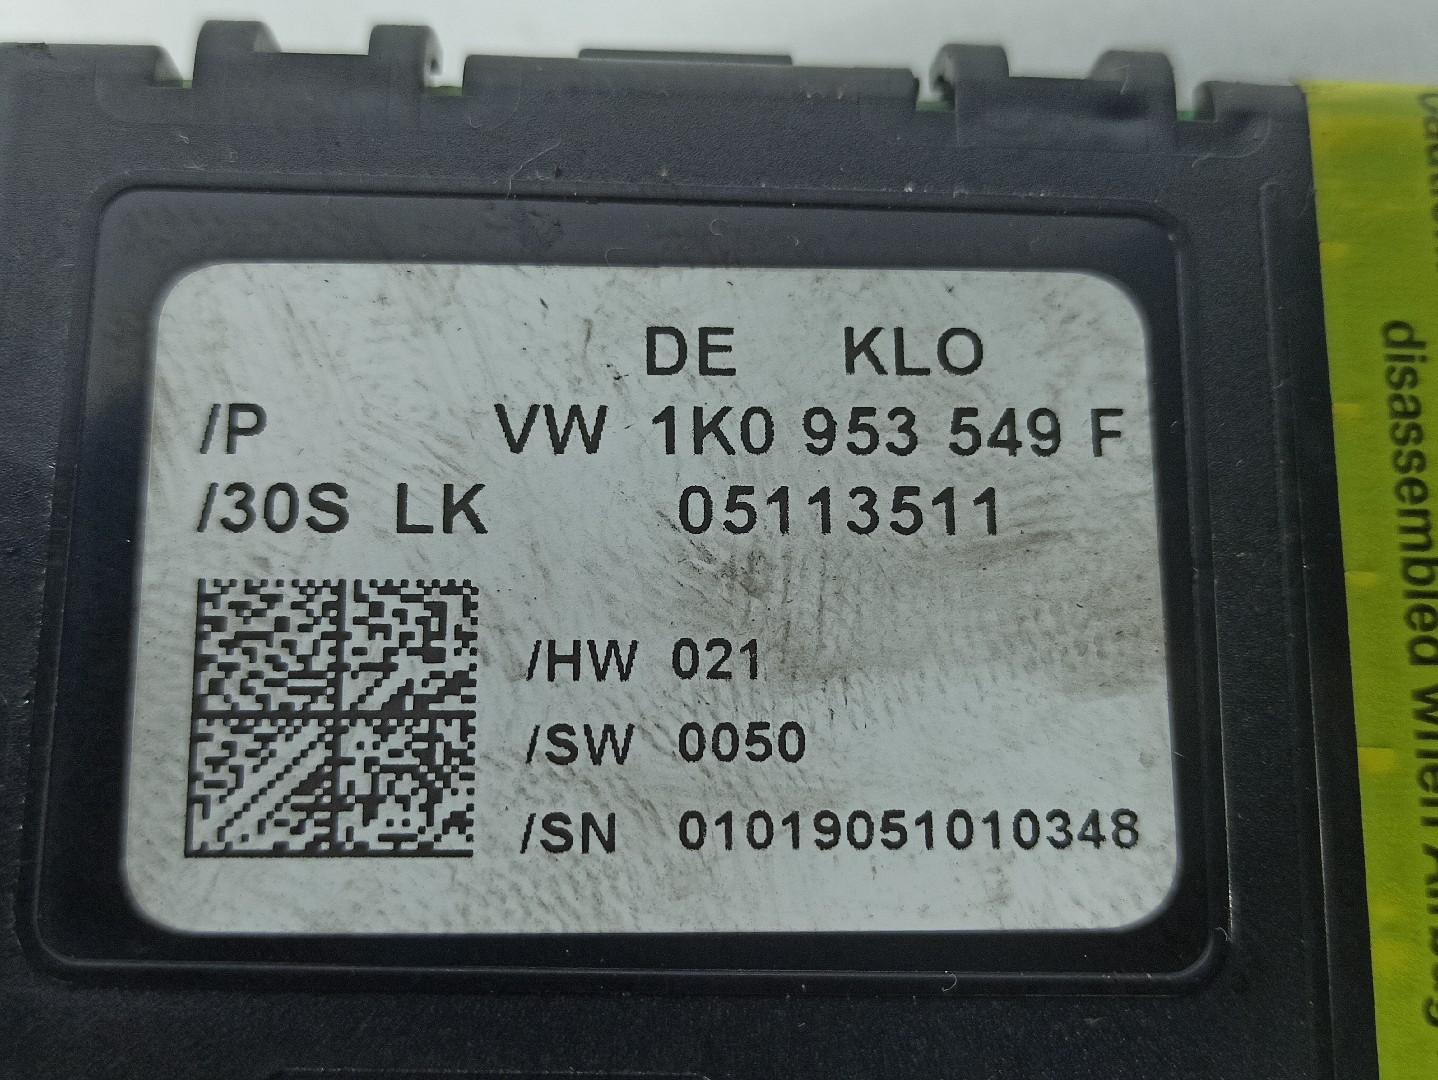 DE KLO
/P VW 1K0 953 549 F
/30S LK 05113511
/HW 021
/SW 0050
/SN 01019051010348
disassembled when